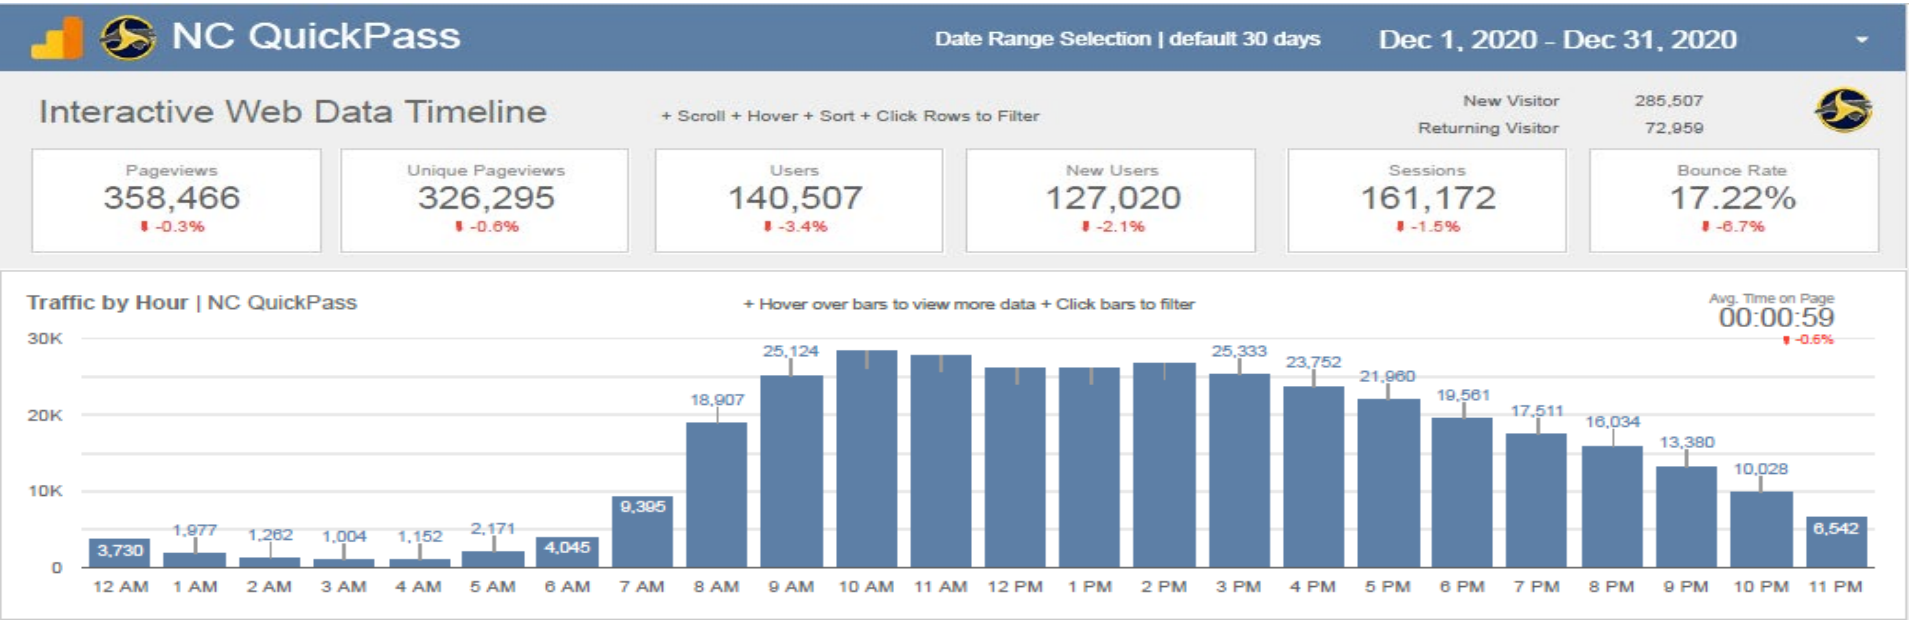 NC QuickPass
Date Range Selection | default 30 days
Dec 1, 2020 - Dec 31, 2020
Interactive Web Data Timeline
+ Scroll + Hover + Sort + Click Rows to Filter
New Visitor 285,507
Returning Visitor 72,959
Pageviews
358,466
-0.3%
Unique Pageviews
326,295
-0.6%
Users
140,507
-3.4%
New Users
127,020
-2.1%
Sessions
161,172
-1.5%
Bounce Rate
17.22%
-6.7%
Traffic by Hour | NC QuickPass
+ Hover over bars to view more data + Click bars to filter
Avg. Time on Page
00:00:59
-0.6%
30K
20K
10K
0
3,730
1,977
1,262
1,004
1,152
2,171
4,045
9,395
18,907
25,124
25,333
23,752
21,960
19,561
17,511
16,034
13,380
10,028
6,542
12 AM 1 AM 2 AM 3 AM 4 AM 5 AM 6 AM 7 AM 8 AM 9 AM 10 AM 11 AM 12 PM 1 PM 2 PM 3 PM 4 PM 5 PM 6 PM 7 PM 8 PM 9 PM 10 PM 11 PM